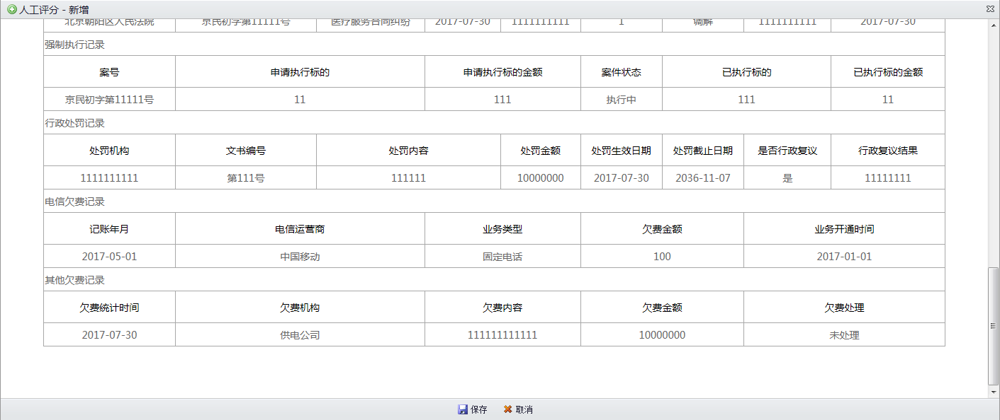 人工评分 - 新增
北京朝阳区人民法院 京民初字第11111号 医疗服务合同纠纷 2017-07-30 1111111111 1 调解 1111111111 2017-07-30
强制执行记录
案号 申请执行标的 申请执行标的金额 案件状态 已执行标的 已执行标的金额
京民初字第11111号 11 111 执行中 111 11
行政处罚记录
处罚机构 文书编号 处罚内容 处罚金额 处罚生效日期 处罚截止日期 是否行政复议 行政复议结果
1111111111 第111号 111111 10000000 2017-07-30 2036-11-07 是 11111111
电信欠费记录
记账年月 电信运营商 业务类型 欠费金额 业务开通时间
2017-05-01 中国移动 固定电话 100 2017-01-01
其他欠费记录
欠费统计时间 欠费机构 欠费内容 欠费金额 欠费处理
2017-07-30 供电公司 111111111111 10000000 未处理
保存 取消